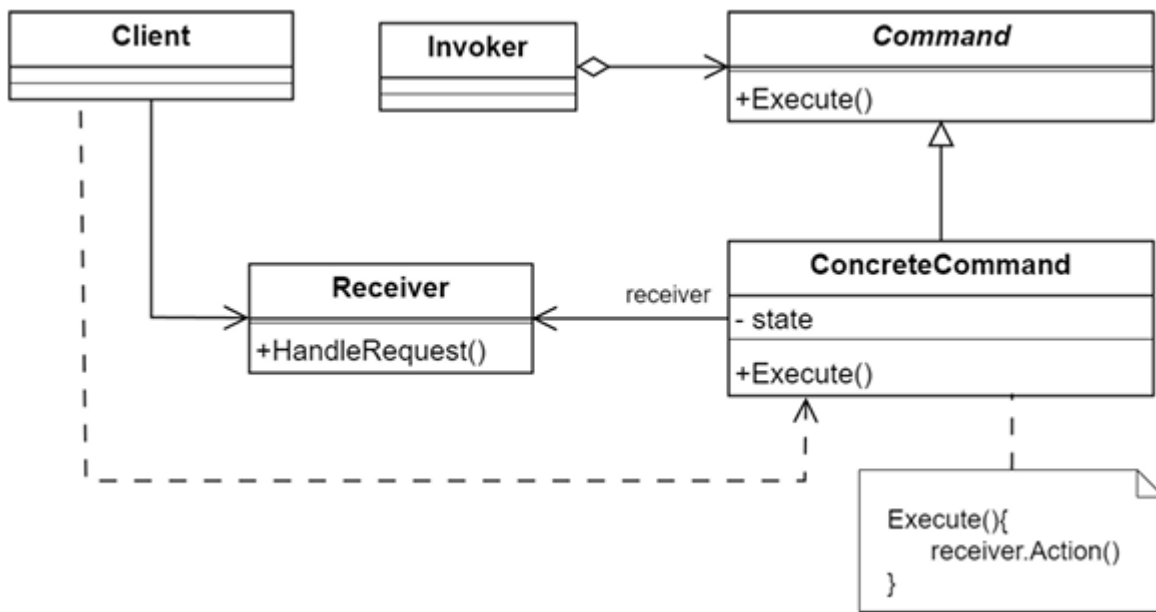 Client
Invoker
Command
+Execute()
Receiver
+HandleRequest()
receiver
ConcreteCommand
- state
+Execute()
Execute(){
receiver.Action()
}